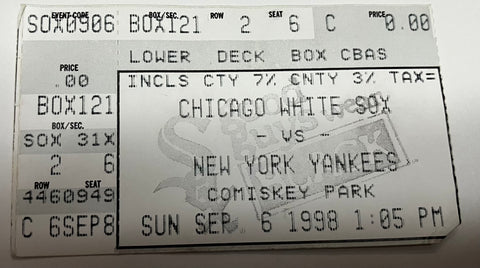 EVENT CODE BOX/SEC ROW SEAT PRICE
SOX0906 BOX121 2 6 C 0.00
LOWER DECK BOX CBAS
PRICE
.00
INCLS CTY 7% CNTY 3% TAX=
BOX121
CHICAGO WHITE SOX
BOX/SEC
SOX 31X
- VS -
ROW SEAT
2 6
NEW YORK YANKEES
4460949
COMISKEY PARK
C 6SEP8
SUN SEP 6 1998 1:05 PM